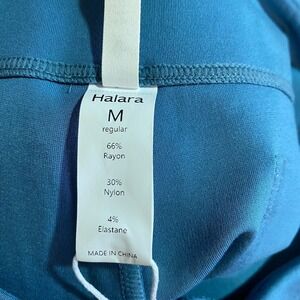 Halara
M
regular
66%
Rayon
30%
Nylon
4%
Elastane
MADE IN CHINA